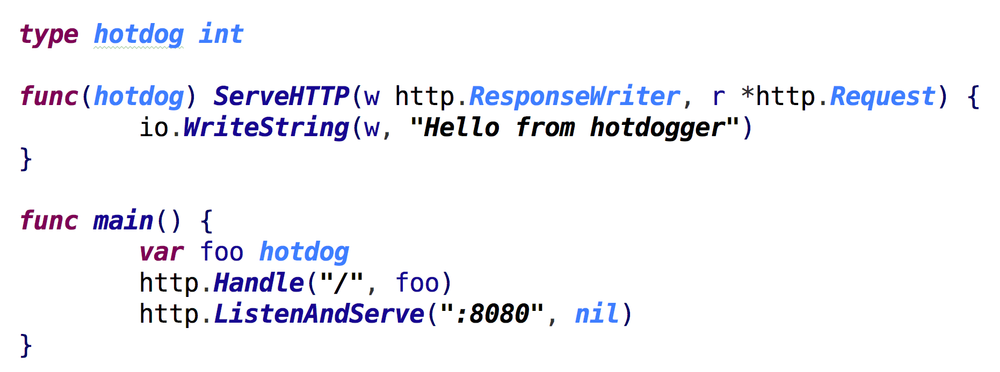 type hotdog int
func(hotdog) ServeHTTP(w http.ResponseWriter, r *http.Request) {
io.WriteString(w, "Hello from hotdogger")
}
func main() {
var foo hotdog
http.Handle("/", foo)
http.ListenAndServe(":8080", nil)
}